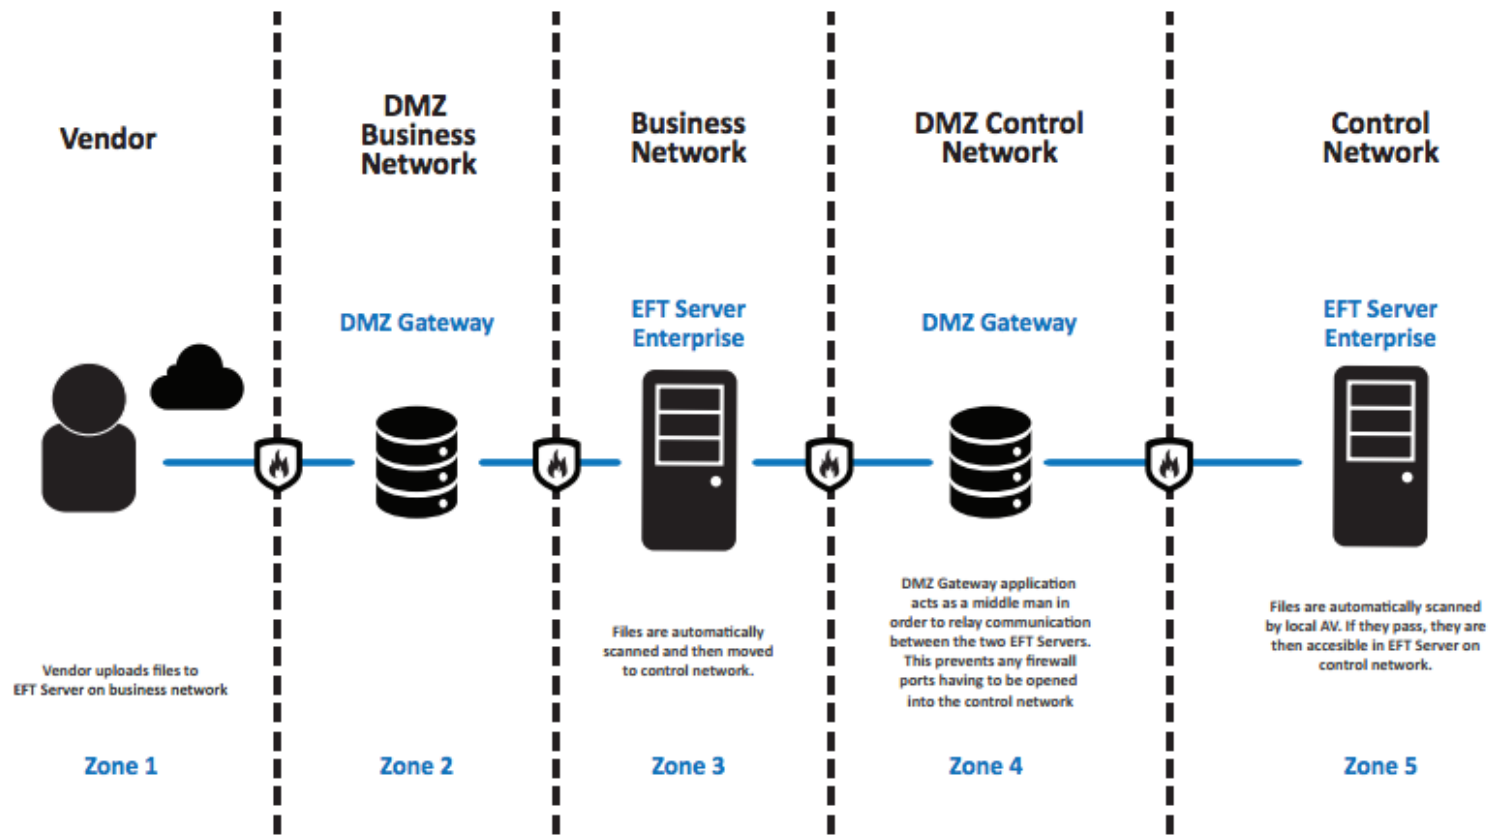 Vendor
DMZ
Business
Network
Business
Network
DMZ Control
Network
Control
Network
DMZ Gateway
EFT Server
Enterprise
DMZ Gateway
EFT Server
Enterprise
Vendor uploads files to
EFT Server on business network
Files are automatically
scanned and then moved
to control network.
DMZ Gateway application
acts as a middle man in
order to relay communication
between the two EFT Servers.
This prevents any firewall
ports having to be opened
into the control network
Files are automatically scanned
by local AV. If they pass, they are
then accesible in EFT Server on
control network.
Zone 1
Zone 2
Zone 3
Zone 4
Zone 5